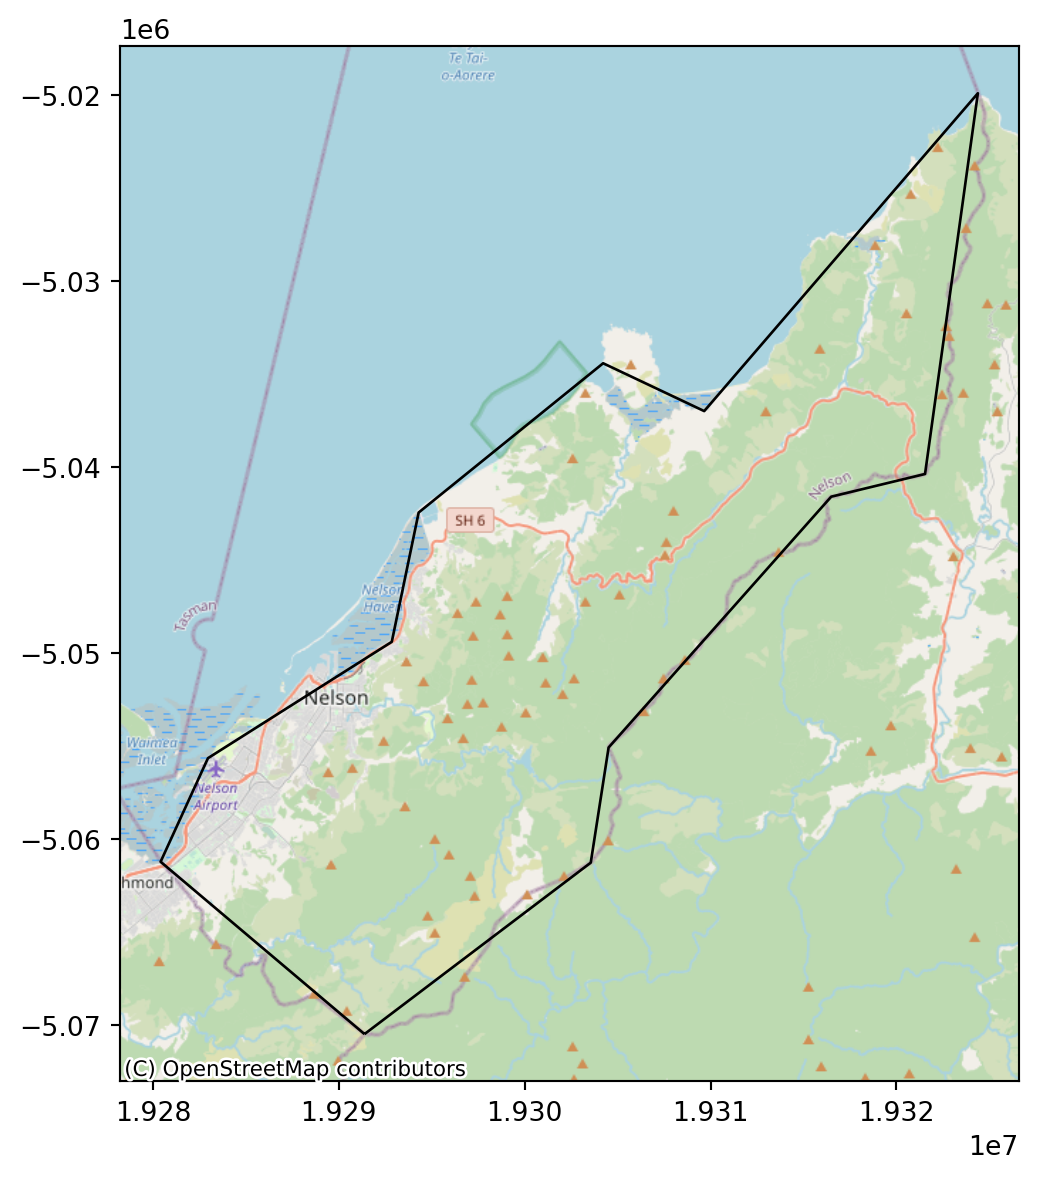 1e6
Te Tai-
o-Aorere
−5.02
−5.03
−5.04
Nelson
SH 6
Nelson
Haven
Tasman
−5.05
Nelson
Waimea
Inlet
Nelson
Airport
−5.06
hmond
−5.07
(C) OpenStreetMap contributors
1.928 1.929 1.930 1.931 1.932
1e7